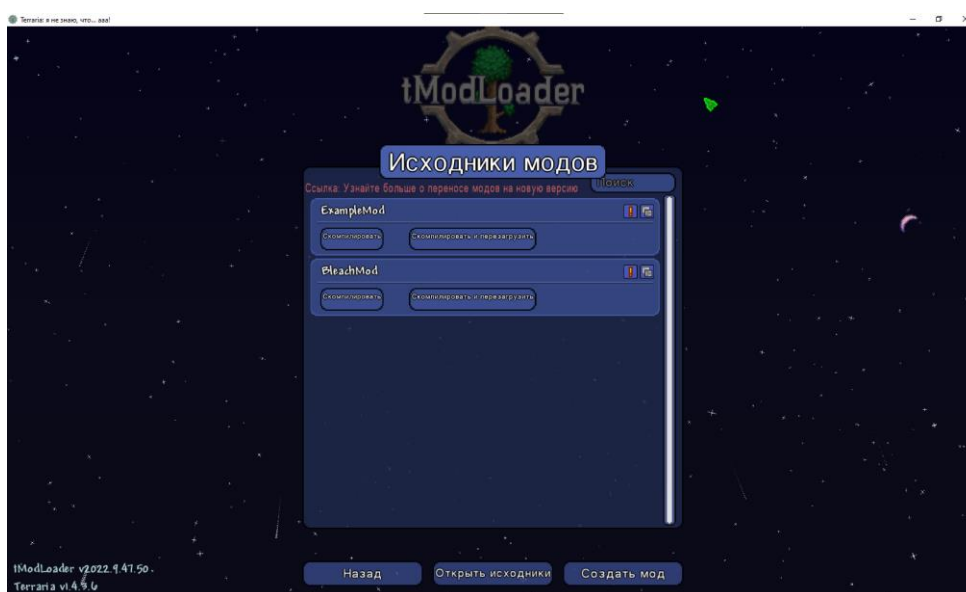 Terraria: я не знаю, что... ааа!
tModLoader
Исходники модов
Ссылка: Узнайте больше о переносе модов на новую версию
Поиск
ExampleMod
Скомпилировать
Скомпилировать и перезагрузить
BleachMod
Скомпилировать
Скомпилировать и перезагрузить
Назад
Открыть исходники
Создать мод
tModLoader v2022.9.47.50
Terraria v1.4.3.6